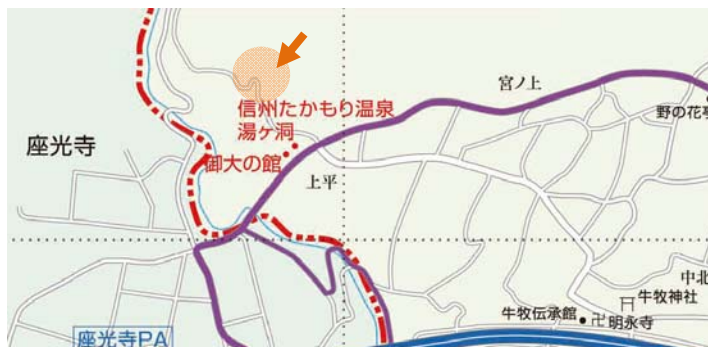 宮ノ上
信州たかもり温泉
湯ヶ洞
野の花亭
座光寺
御大の館
上平
中北
牛牧神社
牛牧伝承館
明永寺
座光寺PA